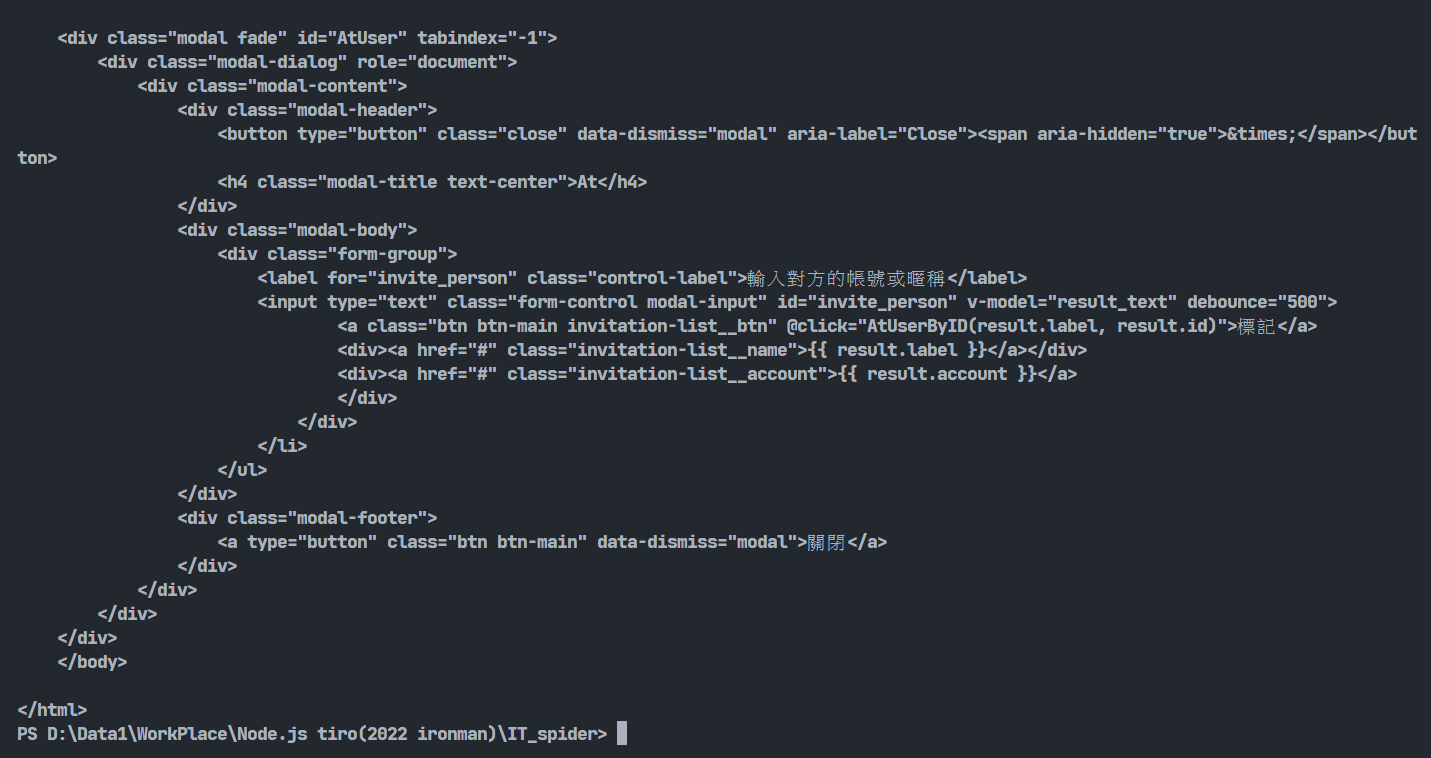 <div class="modal fade" id="AtUser" tabindex="-1">
<div class="modal-dialog" role="document">
<div class="modal-content">
<div class="modal-header">
<button type="button" class="close" data-dismiss="modal" aria-label="Close"><span aria-hidden="true">&times;</span></but
ton>
<h4 class="modal-title text-center">At</h4>
</div>
<div class="modal-body">
<div class="form-group">
<label for="invite_person" class="control-label">輸入對方的帳號或暱稱</label>
<input type="text" class="form-control modal-input" id="invite_person" v-model="result_text" debounce="500">
<a class="btn btn-main invitation-list__btn" @click="AtUserByID(result.label, result.id)">標記</a>
<div><a href="#" class="invitation-list__name">{{ result.label }}</a></div>
<div><a href="#" class="invitation-list__account">{{ result.account }}</a>
</div>
</div>
</li>
</ul>
</div>
<div class="modal-footer">
<a type="button" class="btn btn-main" data-dismiss="modal">關閉</a>
</div>
</div>
</div>
</div>
</body>
</html>
PS D:\Data1\WorkPlace\Node.js tiro(2022 ironman)\IT_spider>